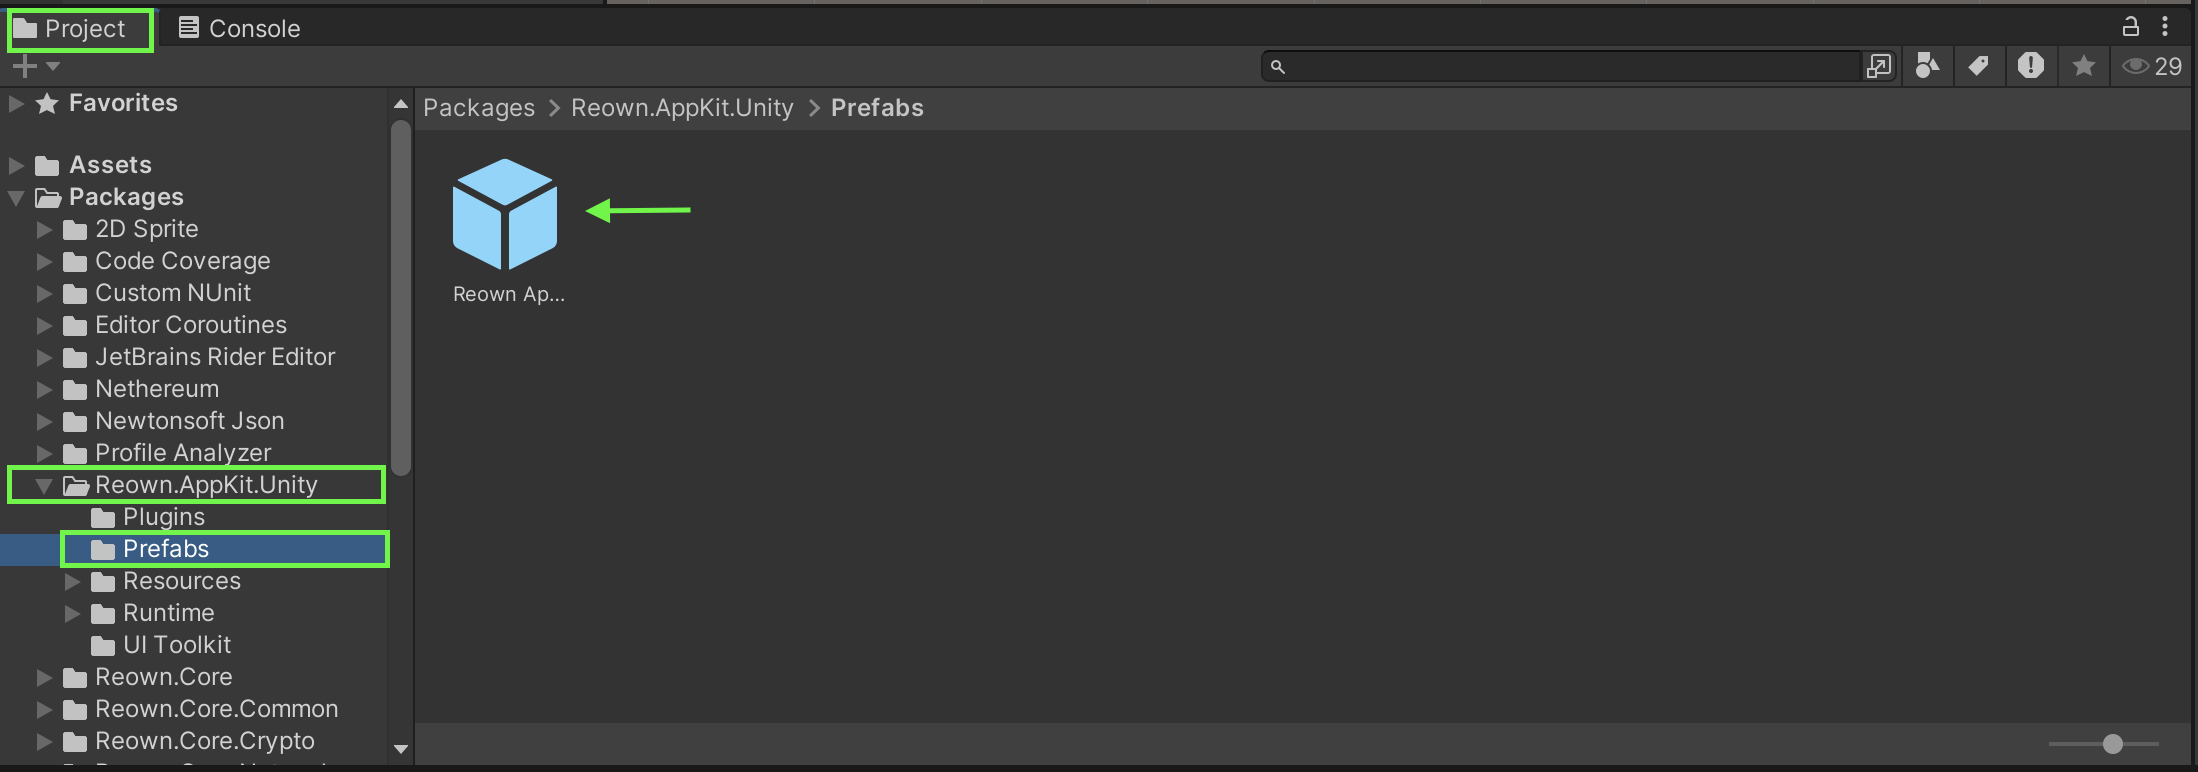 Project
Console
29
Favorites
Assets
Packages
2D Sprite
Code Coverage
Custom NUnit
Editor Coroutines
JetBrains Rider Editor
Nethereum
Newtonsoft Json
Profile Analyzer
Reown.AppKit.Unity
Plugins
Prefabs
Resources
Runtime
UI Toolkit
Reown.Core
Reown.Core.Common
Reown.Core.Crypto
Packages > Reown.AppKit.Unity > Prefabs
Reown Ap...